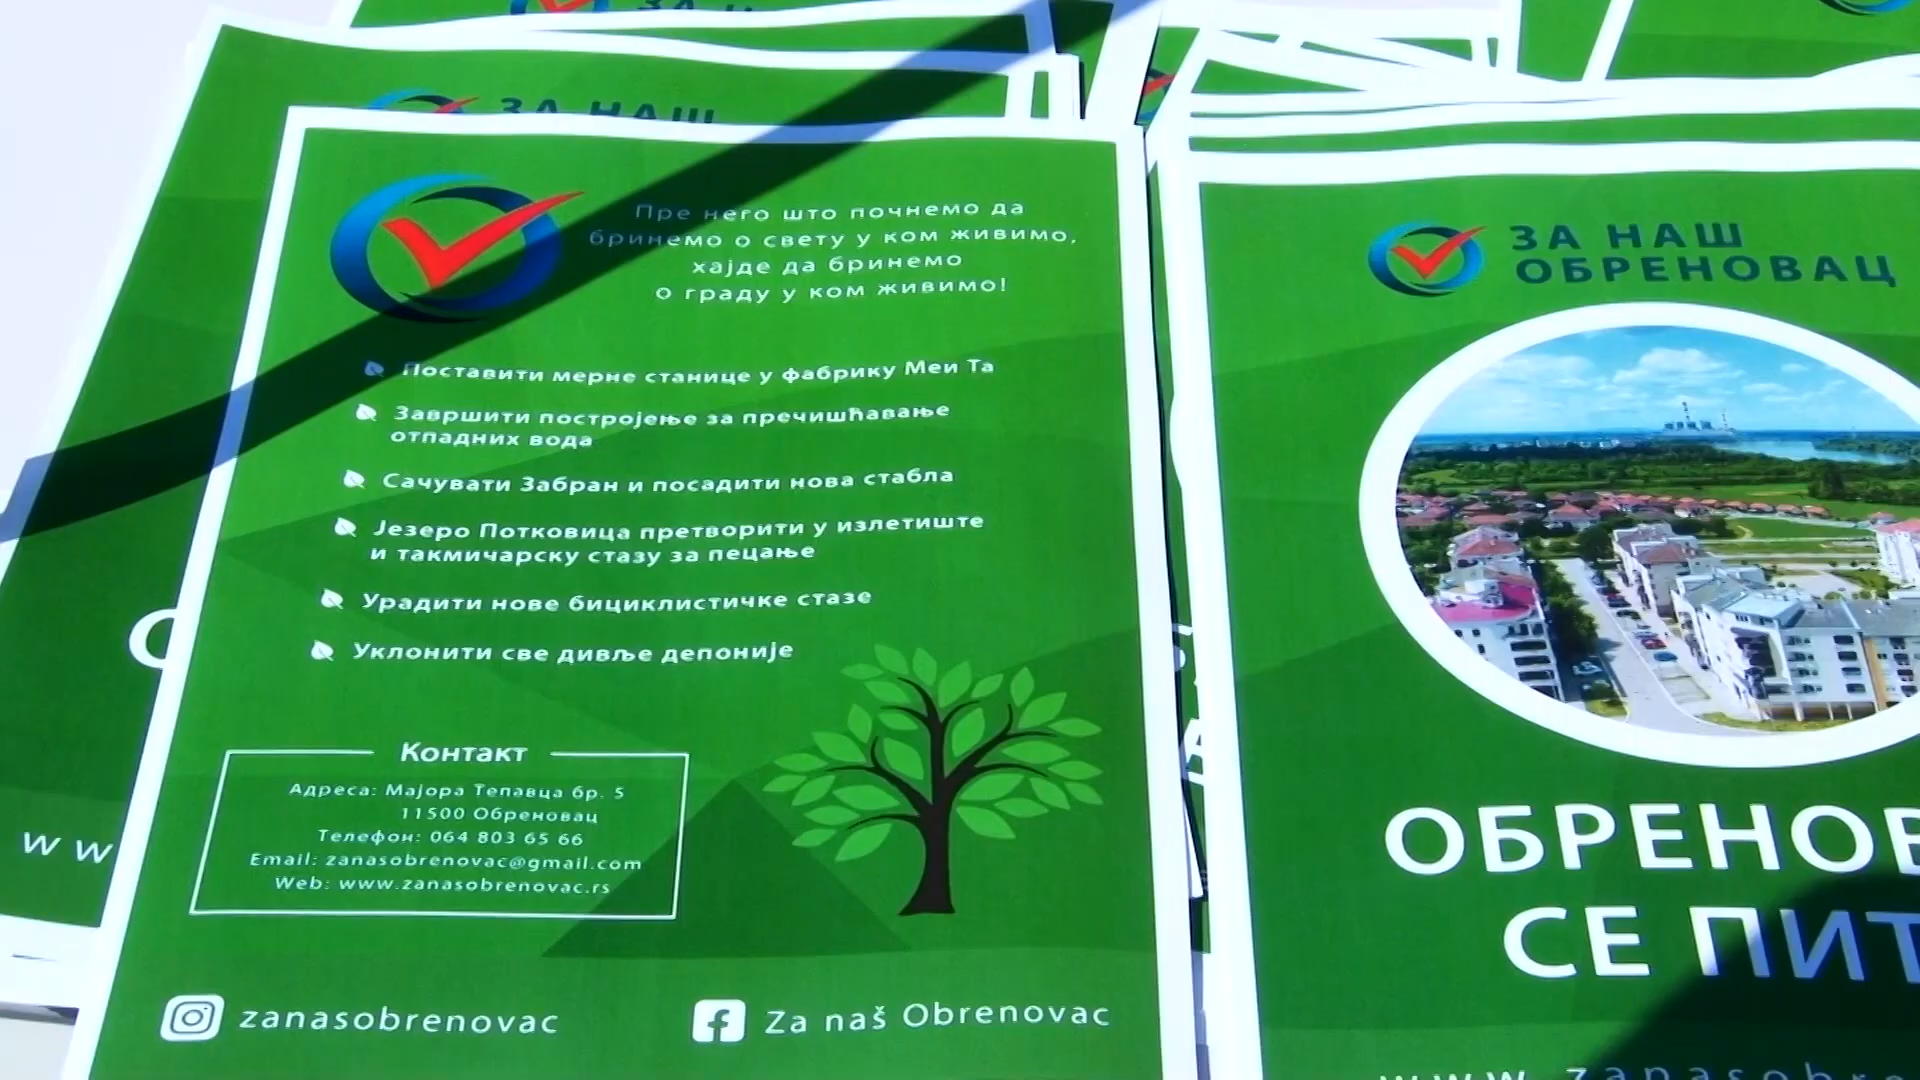 ЗА НАШ
Пре него што почнемо да
бринемо о свету у ком живимо,
хајде да бринемо
о граду у ком живимо!
Поставити мерне станице у фабрику Меи Та
Завршити постројење за пречишћавање
отпадних вода
Сачувати Забран и посадити нова стабла
Језеро Потковица претворити у излетиште
и такмичарску стазу за пецање
Урадити нове бициклистичке стазе
Уклонити све дивље депоније
Контакт
Адреса: Мајора Тепавца бр. 5
11500 Обреновац
Телефон: 064 803 65 66
Email: zanasobrenovac@gmail.com
Web: www.zanasobrenovac.rs
zanasobrenovac
Za naš Obrenovac
ЗА НАШ
ОБРЕНОВАЦ
СЕ